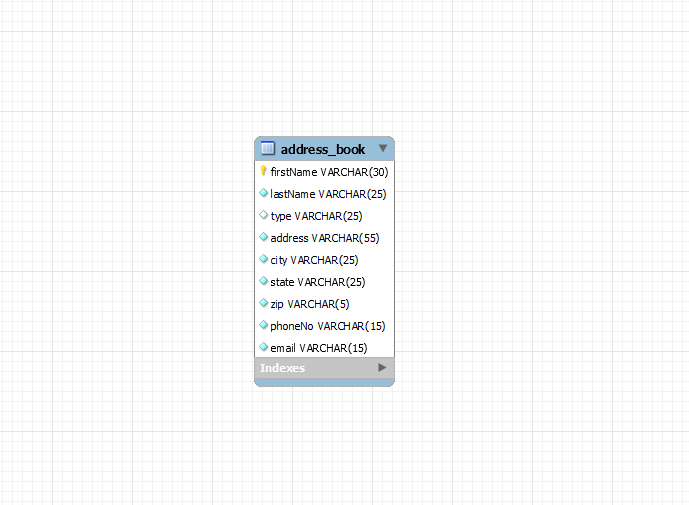 address_book
firstName VARCHAR(30)
lastName VARCHAR(25)
type VARCHAR(25)
address VARCHAR(55)
city VARCHAR(25)
state VARCHAR(25)
zip VARCHAR(5)
phoneNo VARCHAR(15)
email VARCHAR(15)
Indexes